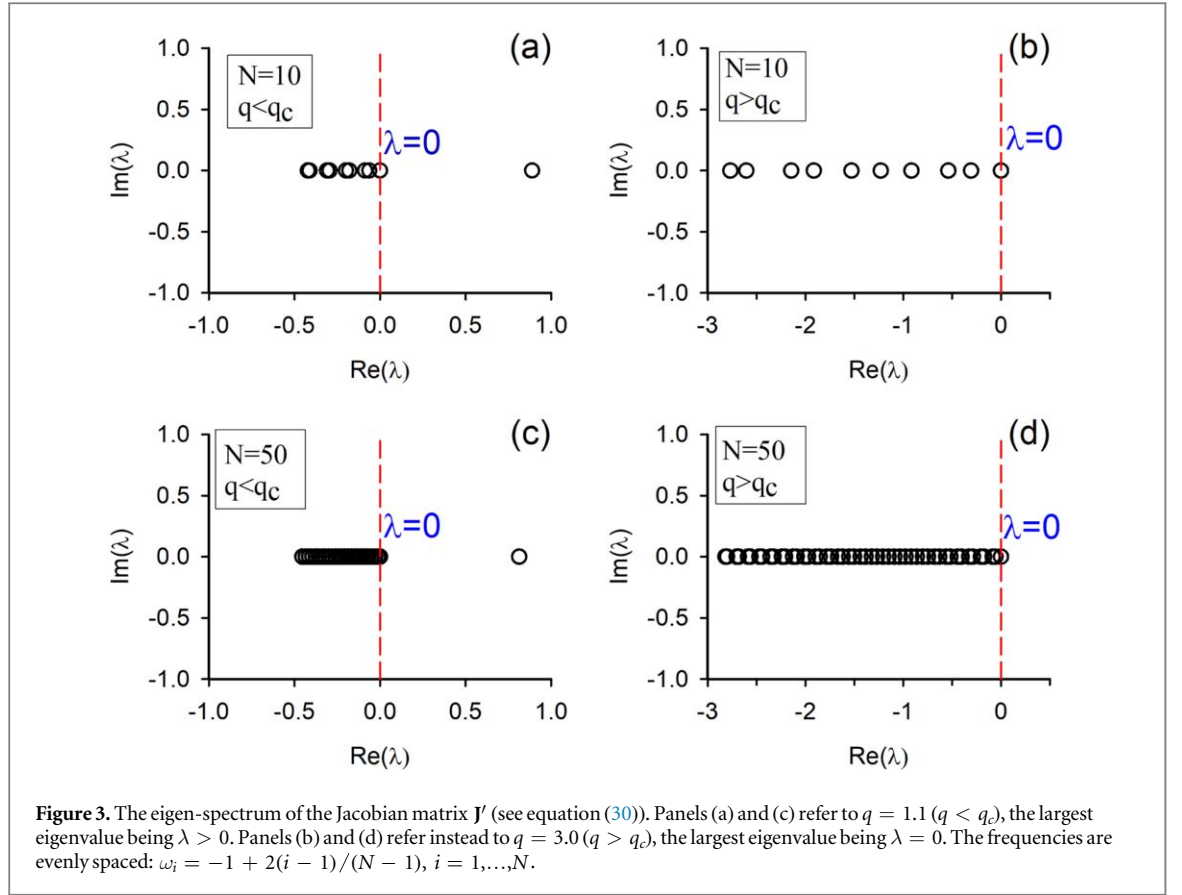 (a)
N=10
q<qc
λ=0
1.0
0.5
0.0
-0.5
-1.0
Im(λ)
-1.0 -0.5 0.0 0.5 1.0
Re(λ)
(b)
N=10
q>qc
λ=0
1.0
0.5
0.0
-0.5
-1.0
Im(λ)
-3 -2 -1 0
Re(λ)
(c)
N=50
q<qc
λ=0
1.0
0.5
0.0
-0.5
-1.0
Im(λ)
-1.0 -0.5 0.0 0.5 1.0
Re(λ)
(d)
N=50
q>qc
λ=0
1.0
0.5
0.0
-0.5
-1.0
Im(λ)
-3 -2 -1 0
Re(λ)
Figure 3. The eigen-spectrum of the Jacobian matrix J′ (see equation (30)). Panels (a) and (c) refer to q = 1.1 (q < qc), the largest
eigenvalue being λ > 0. Panels (b) and (d) refer instead to q = 3.0 (q > qc), the largest eigenvalue being λ = 0. The frequencies are
evenly spaced: ωi = −1 + 2(i − 1)/(N − 1), i = 1,…,N.